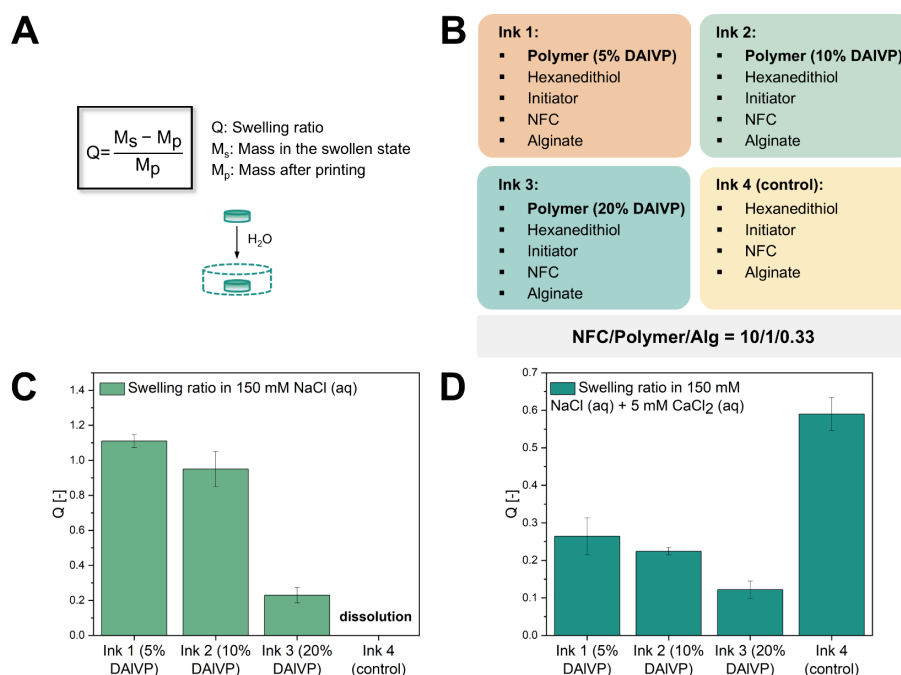 A
Q= Ms – Mp
Mp
Q: Swelling ratio
Ms: Mass in the swollen state
Mp: Mass after printing
H2O
B
Ink 1:
▪ Polymer (5% DAIVP)
▪ Hexanedithiol
▪ Initiator
▪ NFC
▪ Alginate
Ink 2:
▪ Polymer (10% DAIVP)
▪ Hexanedithiol
▪ Initiator
▪ NFC
▪ Alginate
Ink 3:
▪ Polymer (20% DAIVP)
▪ Hexanedithiol
▪ Initiator
▪ NFC
▪ Alginate
Ink 4 (control):
▪ Hexanedithiol
▪ Initiator
▪ NFC
▪ Alginate
NFC/Polymer/Alg = 10/1/0.33
C
Swelling ratio in 150 mM NaCl (aq)
Q [-]
1.4
1.2
1.0
0.8
0.6
0.4
0.2
0.0
dissolution
Ink 1 (5% DAIVP)
Ink 2 (10% DAIVP)
Ink 3 (20% DAIVP)
Ink 4 (control)
D
Swelling ratio in 150 mM
NaCl (aq) + 5 mM CaCl2 (aq)
Q [-]
0.7
0.6
0.5
0.4
0.3
0.2
0.1
0.0
Ink 1 (5% DAIVP)
Ink 2 (10% DAIVP)
Ink 3 (20% DAIVP)
Ink 4 (control)